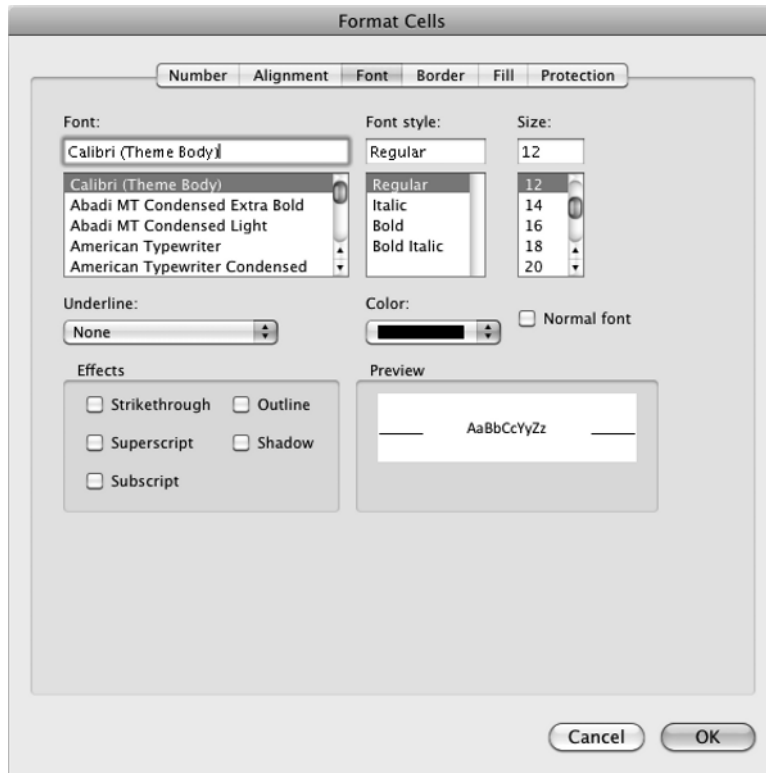 Format Cells
Number Alignment Font Border Fill Protection
Font: Font style: Size:
Calibri (Theme Body) Regular 12
Calibri (Theme Body) Regular 12
Abadi MT Condensed Extra Bold Italic 14
Abadi MT Condensed Light Bold 16
American Typewriter Bold Italic 18
American Typewriter Condensed 20
Underline: Color:
None Normal font
Effects Preview
Strikethrough Outline
AaBbCcYyZz
Superscript Shadow
Subscript
Cancel OK